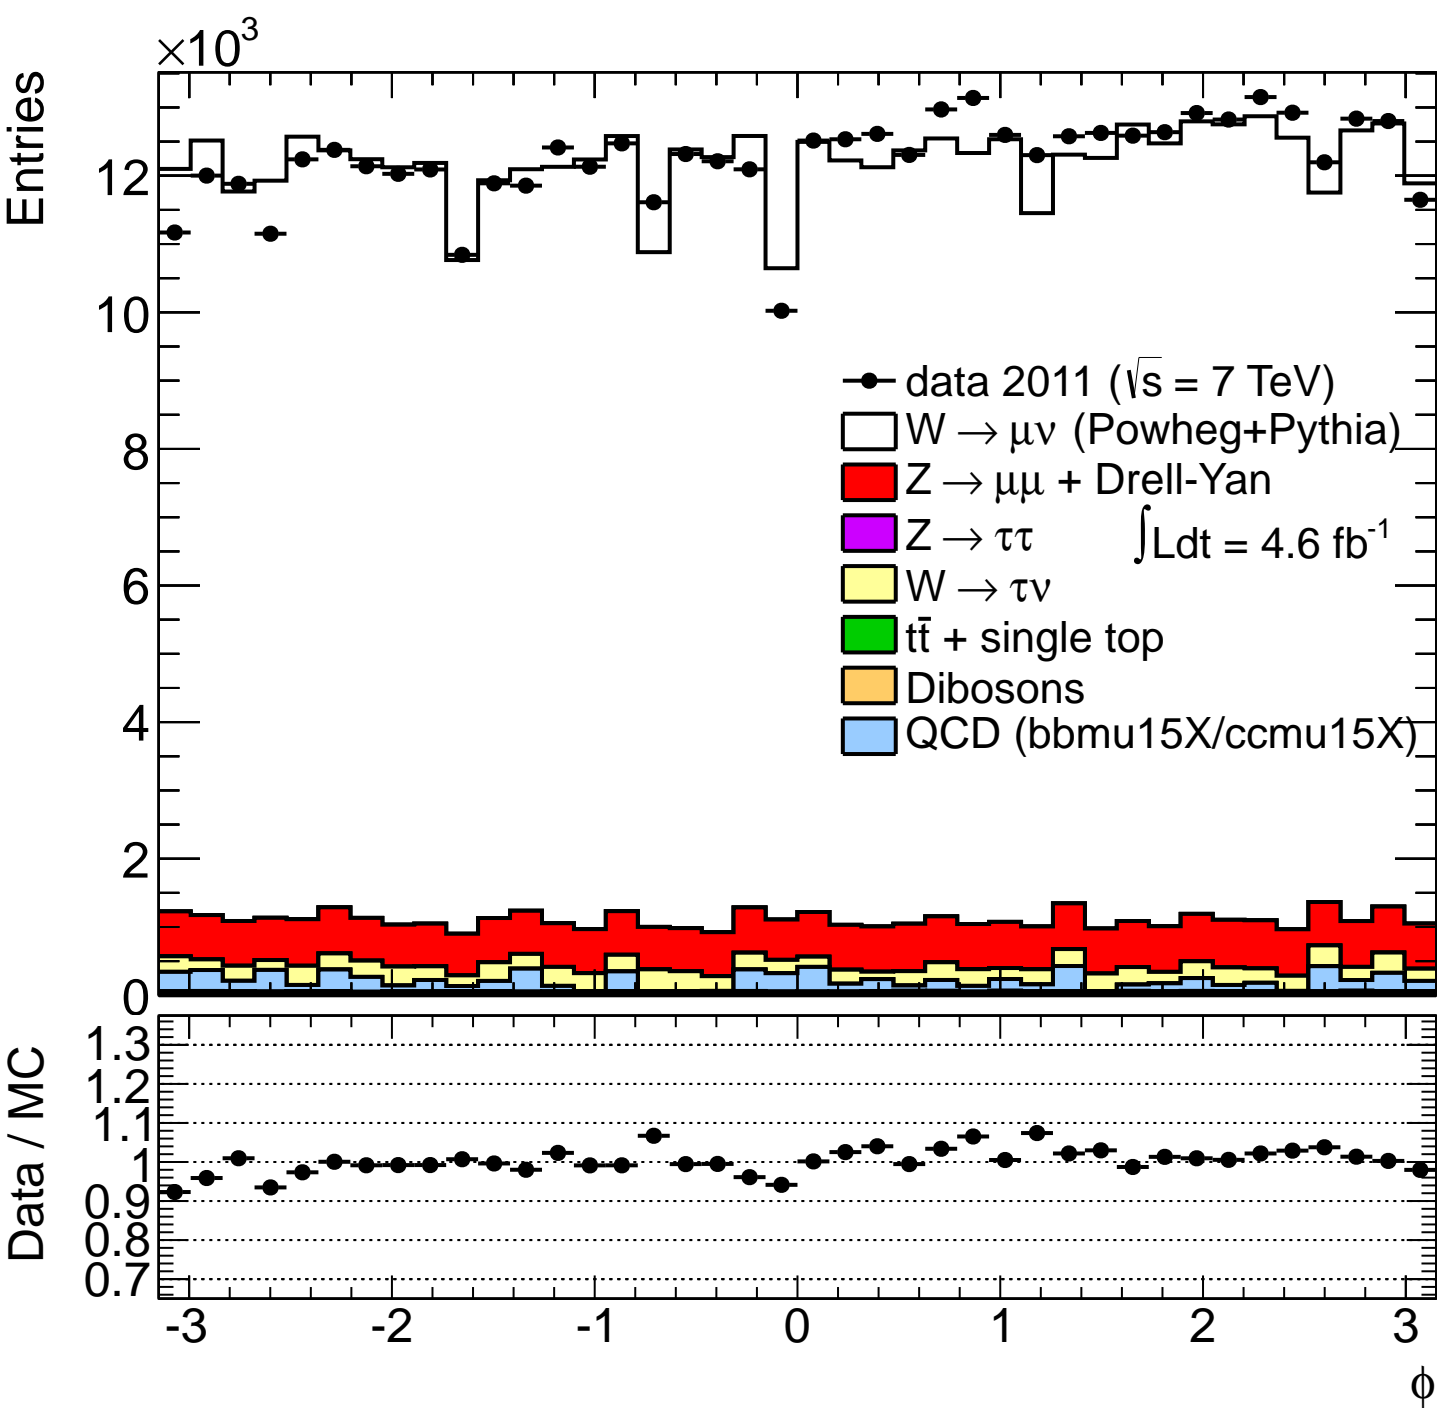 ×10³
Entries
12
10
8
6
4
2
0
data 2011 (√s = 7 TeV)
W → μν (Powheg+Pythia)
Z → μμ + Drell-Yan
Z → ττ
∫Ldt = 4.6 fb⁻¹
W → τν
tt̄ + single top
Dibosons
QCD (bbmu15X/ccmu15X)
Data / MC
1.3
1.2
1.1
1
0.9
0.8
0.7
-3 -2 -1 0 1 2 3
ϕ